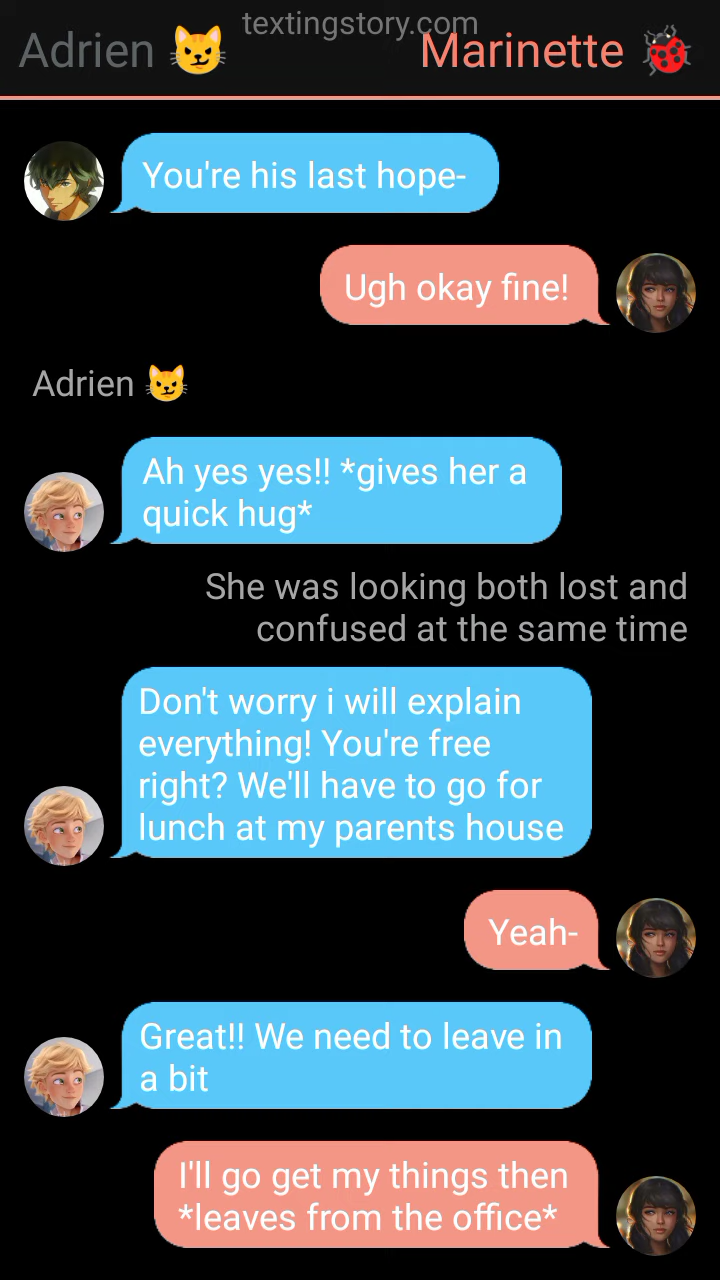 textingstory.com
Adrien 😼 Marinette 🐞
You're his last hope-
Ugh okay fine!
Adrien 😼
Ah yes yes!! *gives her a
quick hug*
She was looking both lost and
confused at the same time
Don't worry i will explain
everything! You're free
right? We'll have to go for
lunch at my parents house
Yeah-
Great!! We need to leave in
a bit
I'll go get my things then
*leaves from the office*